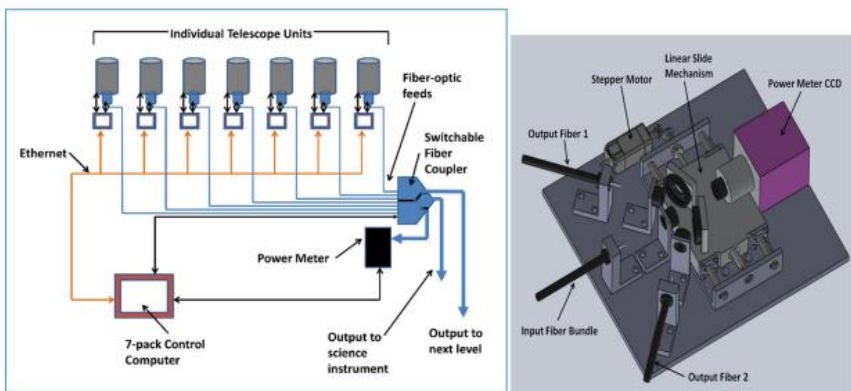 Individual Telescope Units
Fiber-optic
feeds
Ethernet
Switchable
Fiber
Coupler
Power Meter
7-pack Control
Computer
Output to
science
instrument
Output to
next level
Linear Slide
Mechanism
Stepper
Motor
Power Meter CCD
Output Fiber 1
Input Fiber Bundle
Output Fiber 2